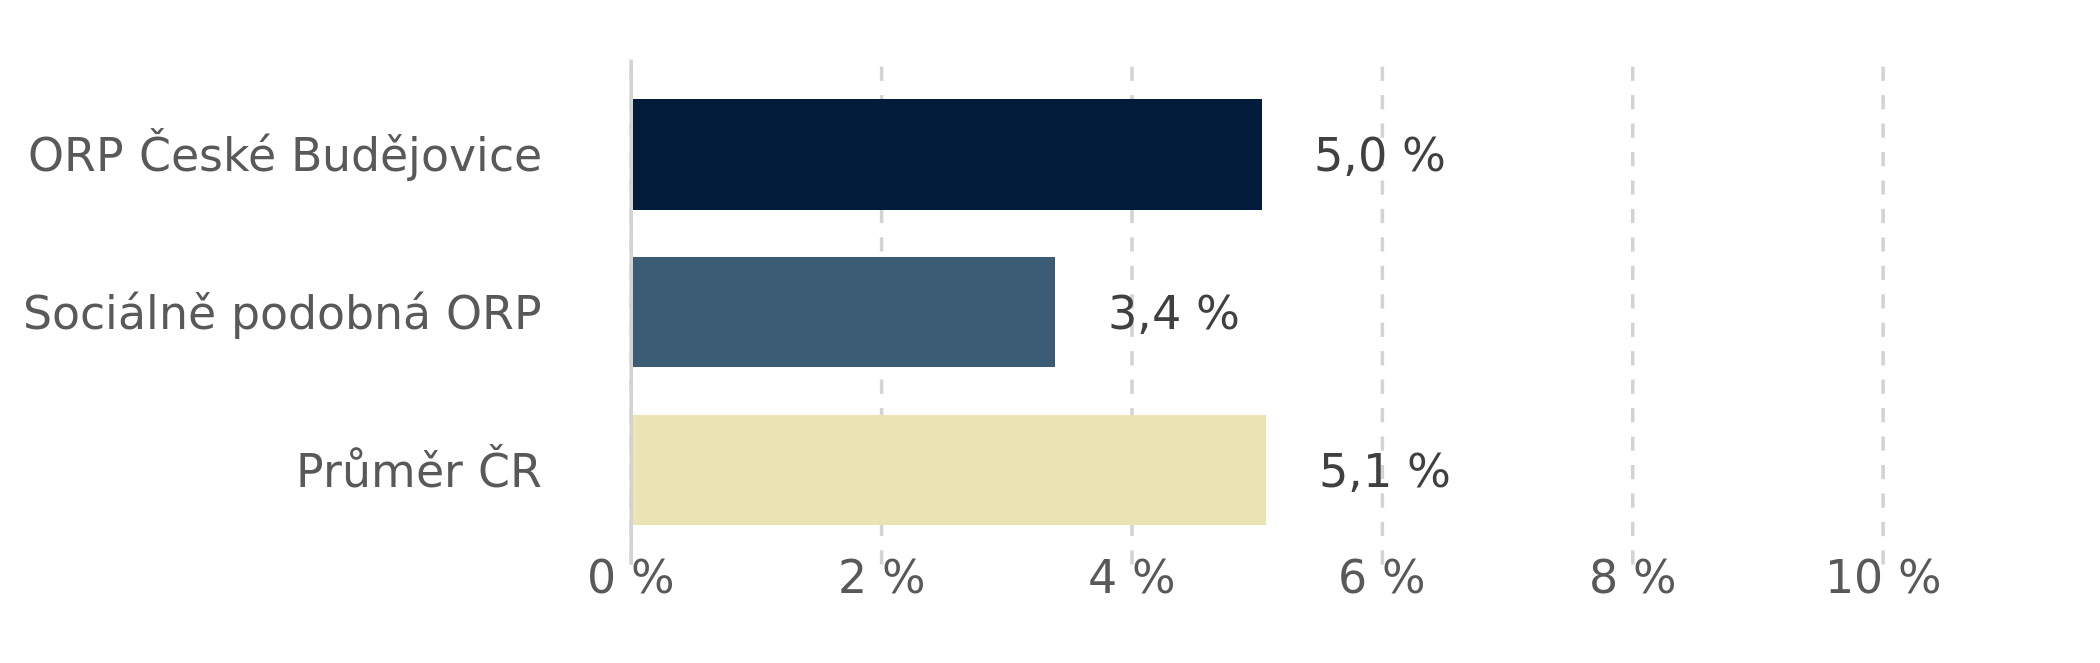 ORP České Budějovice
5,0 %
Sociálně podobná ORP
3,4 %
Průměr ČR
5,1 %
0 % 2 % 4 % 6 % 8 % 10 %